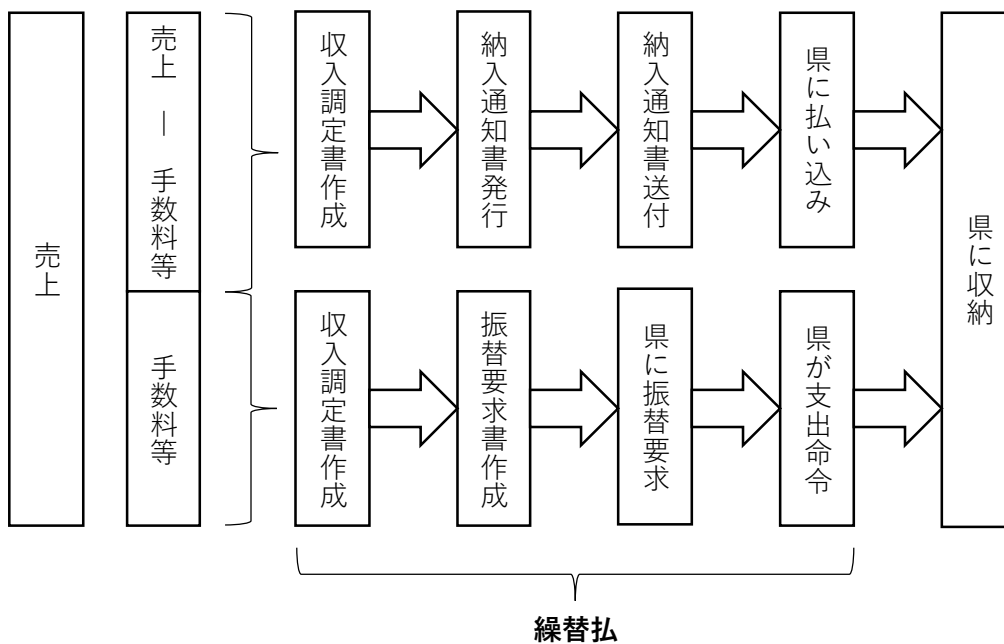 売上
売上 ― 手数料等
手数料等
収入調定書作成
納入通知書発行
納入通知書送付
県に払い込み
収入調定書作成
振替要求書作成
県に振替要求
県が支出命令
県に収納
繰替払